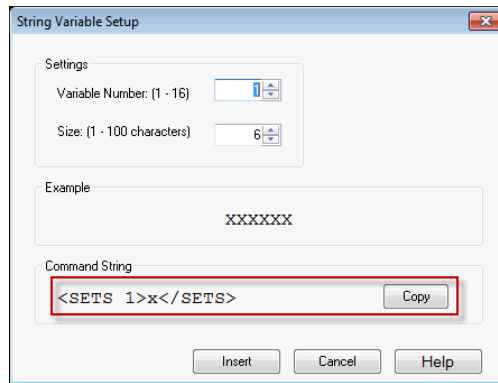 String Variable Setup
Settings
Variable Number: (1 - 16) 1
Size: (1 - 100 characters) 6
Example
XXXXXX
Command String
<SETS 1>x</SETS> Copy
Insert Cancel Help